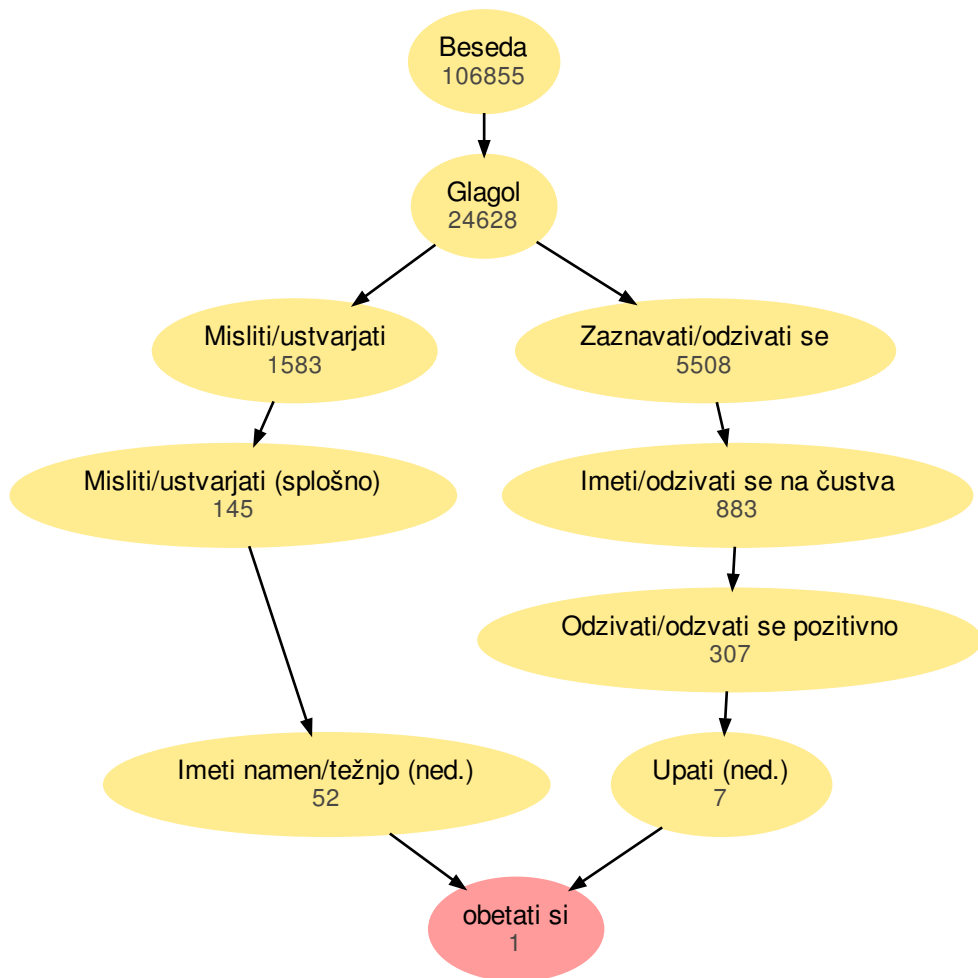 Beseda
106855
Glagol
24628
Misliti/ustvarjati
1583
Zaznavati/odzivati se
5508
Misliti/ustvarjati (splošno)
145
Imeti/odzivati se na čustva
883
Odzivati/odzvati se pozitivno
307
Imeti namen/težnjo (ned.)
52
Upati (ned.)
7
obetati si
1